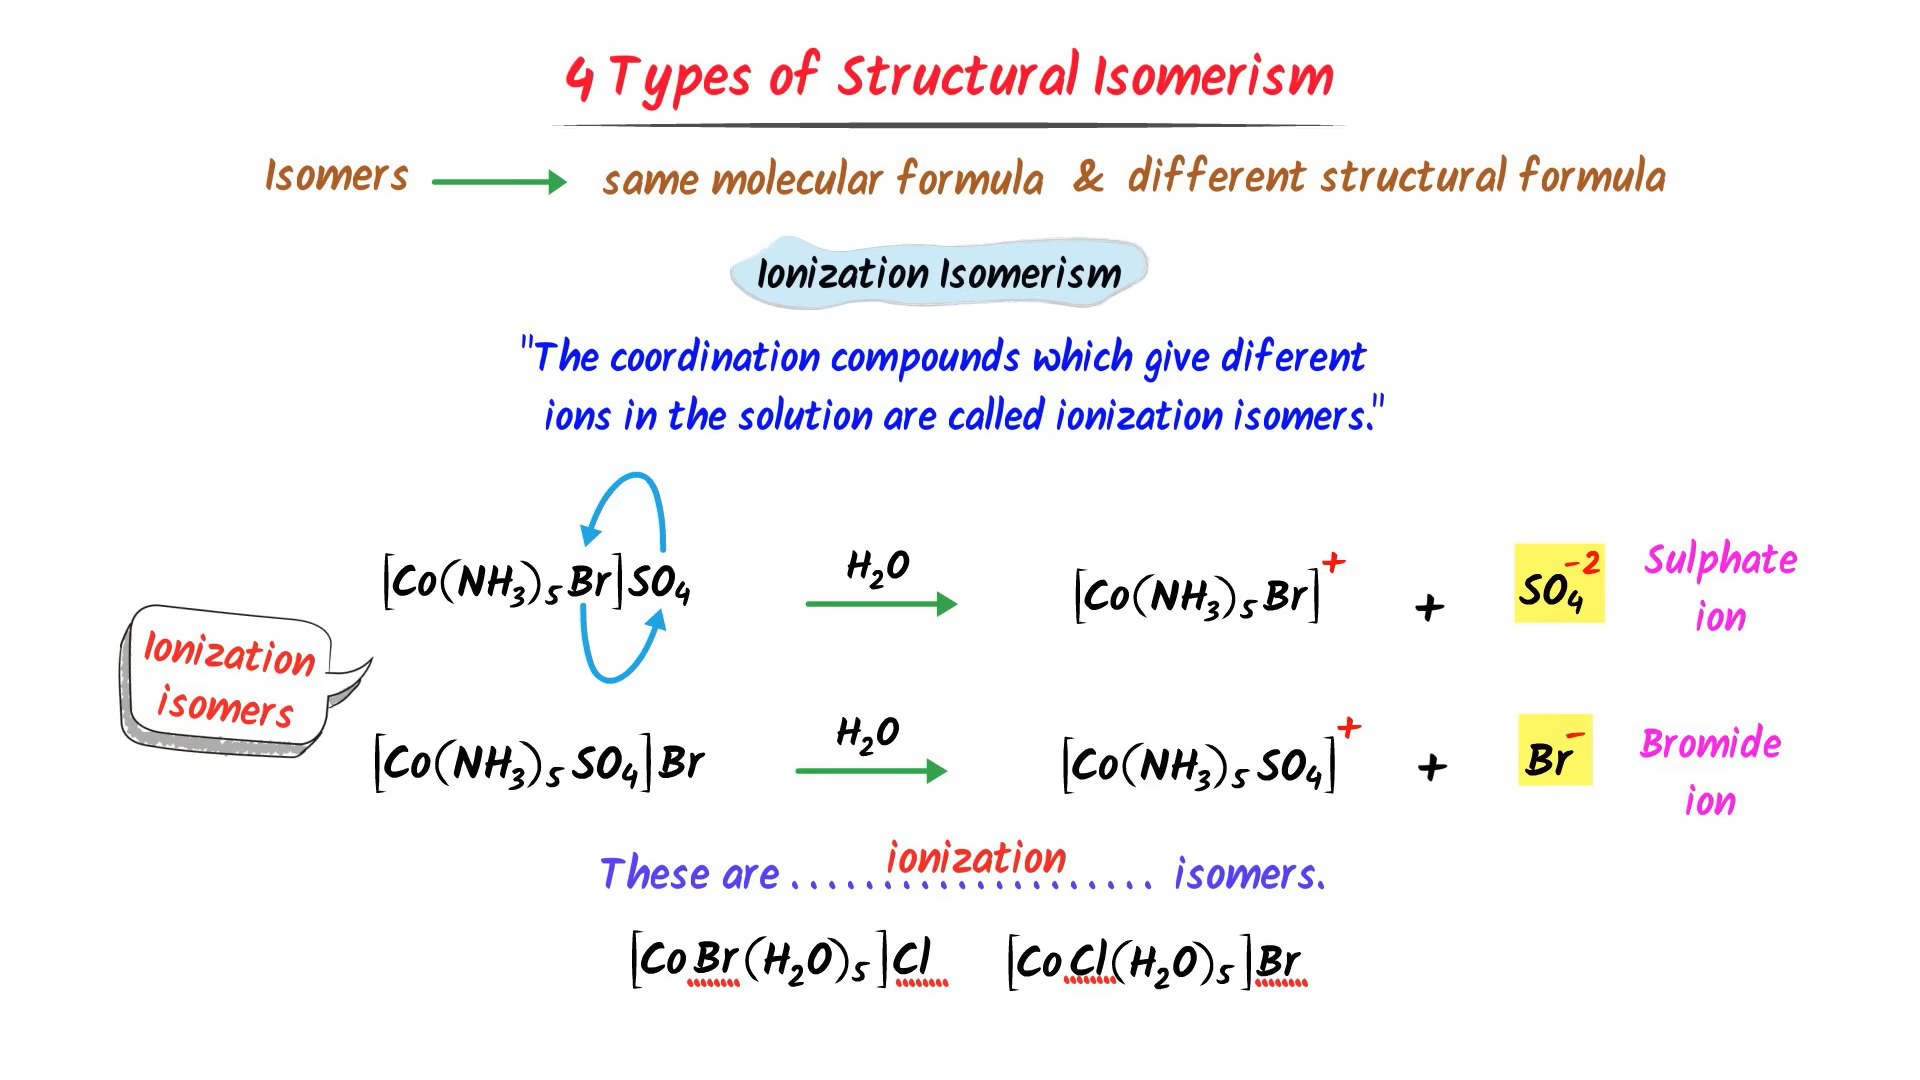 4 Types of Structural Isomerism
Isomers → same molecular formula & different structural formula
Ionization Isomerism
"The coordination compounds which give diferent
ions in the solution are called ionization isomers."
[Co(NH₃)₅Br]SO₄ H₂O → [Co(NH₃)₅Br]⁺ + SO₄⁻² Sulphate
ion
Ionization
isomers
[Co(NH₃)₅SO₄]Br H₂O → [Co(NH₃)₅SO₄]⁺ + Br⁻ Bromide
ion
These are ....................ionization isomers.
[CoBr(H₂O)₅]Cl [CoCl(H₂O)₅]Br